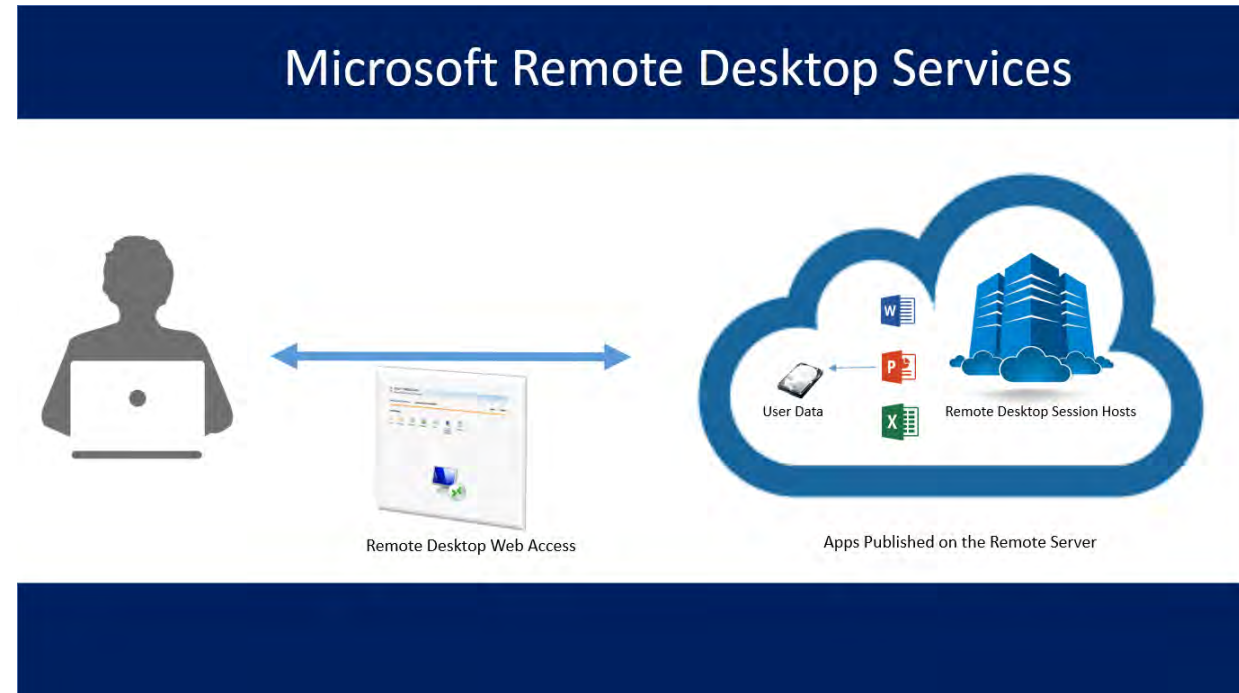 Microsoft Remote Desktop Services
W
P
X
User Data
Remote Desktop Session Hosts
Remote Desktop Web Access
Apps Published on the Remote Server